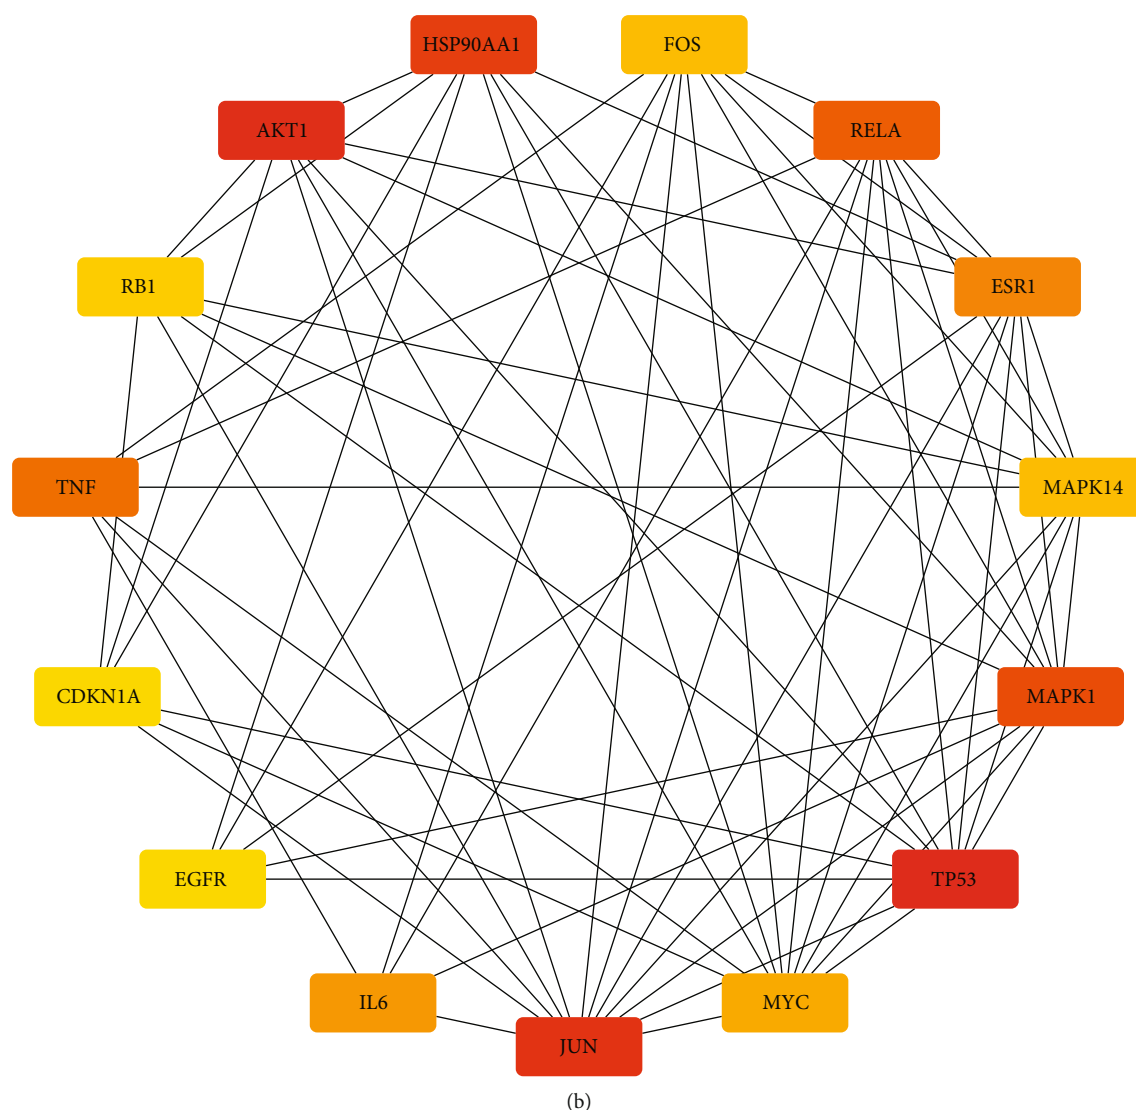 HSP90AA1
FOS
AKT1
RELA
RB1
ESR1
TNF
MAPK14
CDKN1A
MAPK1
EGFR
TP53
IL6
MYC
JUN
(b)